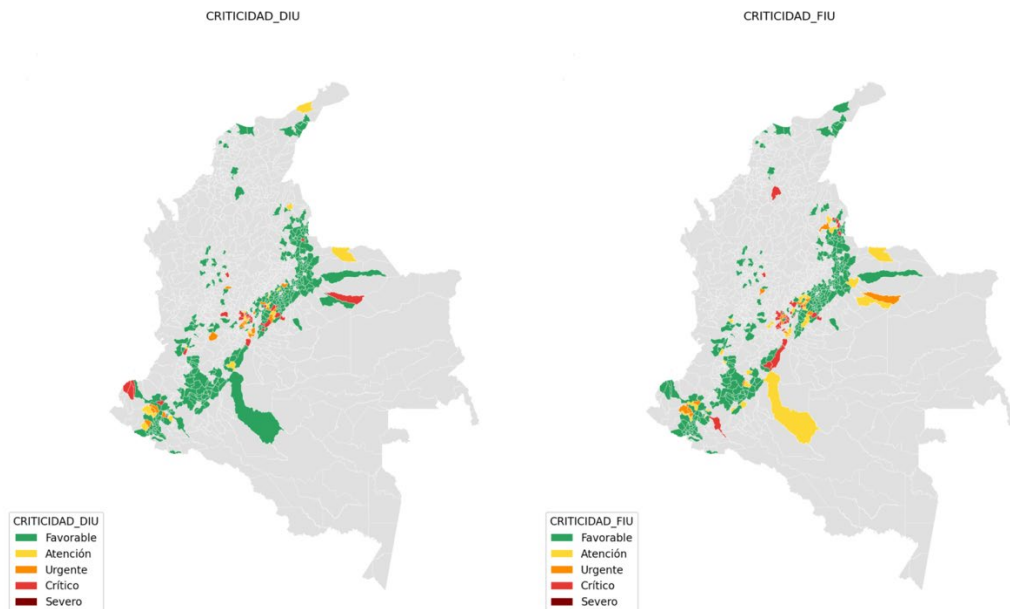 CRITICIDAD_DIU
CRITICIDAD_FIU
CRITICIDAD_DIU
Favorable
Atención
Urgente
Crítico
Severo
CRITICIDAD_FIU
Favorable
Atención
Urgente
Crítico
Severo